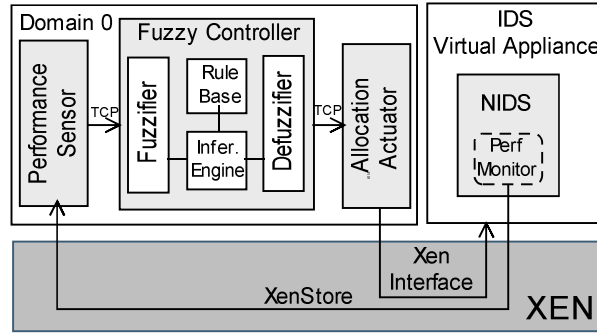 Domain 0
Fuzzy Controller
Performance
Sensor
TCP
Fuzzifier
Rule
Base
Infer.
Engine
Defuzzifier
TCP
Allocation
Actuator
IDS
Virtual Appliance
NIDS
Perf
Monitor
Xen
Interface
XenStore
XEN